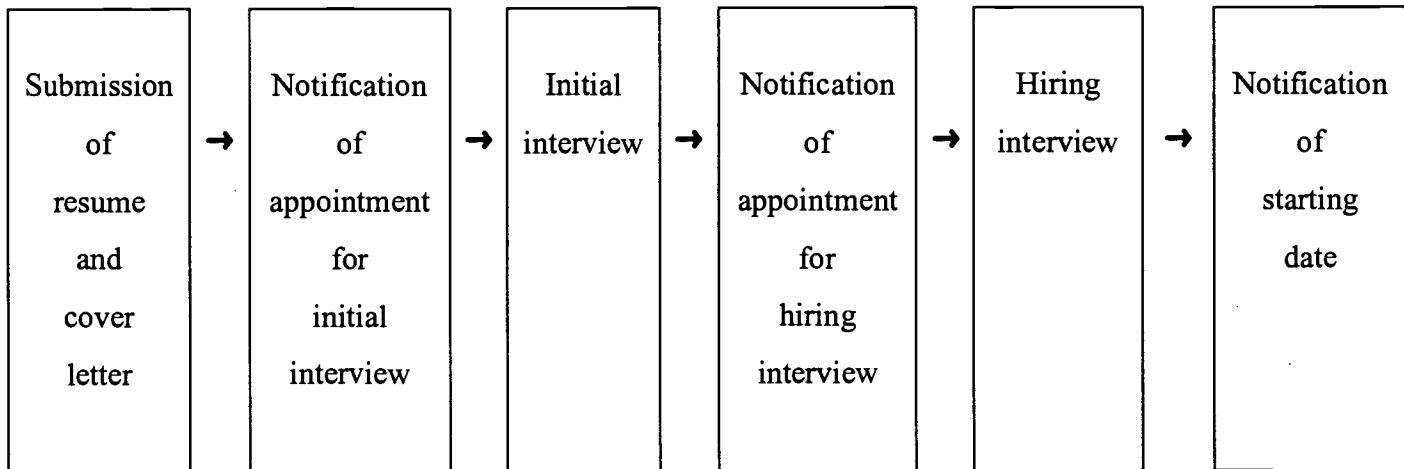 Submission
of
resume
and
cover
letter
→
Notification
of
appointment
for
initial
interview
→
Initial
interview
→
Notification
of
appointment
for
hiring
interview
→
Hiring
interview
→
Notification
of
starting
date